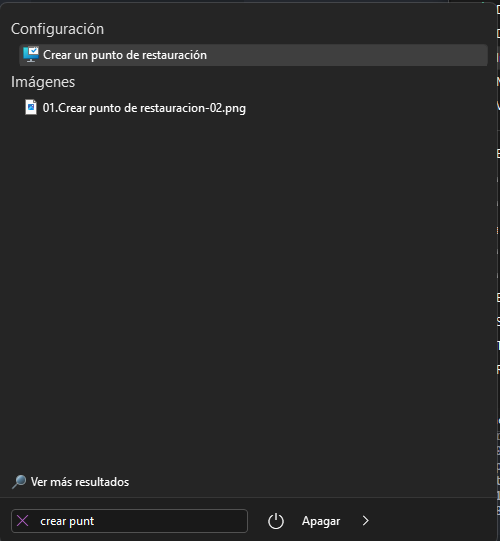 Configuración
Crear un punto de restauración
Imágenes
01.Crear punto de restauracion-02.png
Ver más resultados
crear punt
Apagar